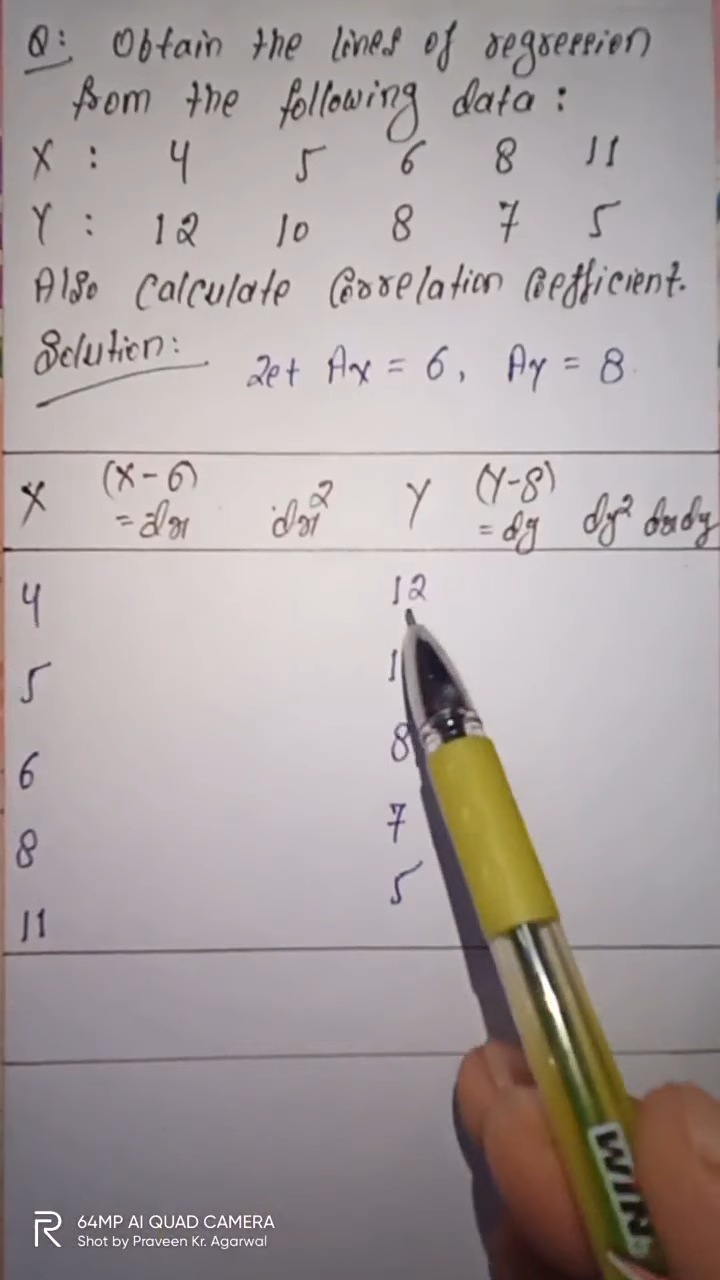 Q: Obtain the lines of regression
from the following data :
X : 4 5 6 8 11
Y : 12 10 8 7 5
Also calculate Correlation Coefficient.
Solution: Let Ax = 6, Ay = 8
X (X-6) = dx dx² Y (Y-8) = dy dy² dxdy
4 12
5 1
6 8
8 7
11 5
WIN
R 64MP AI QUAD CAMERA
Shot by Praveen Kr. Agarwal